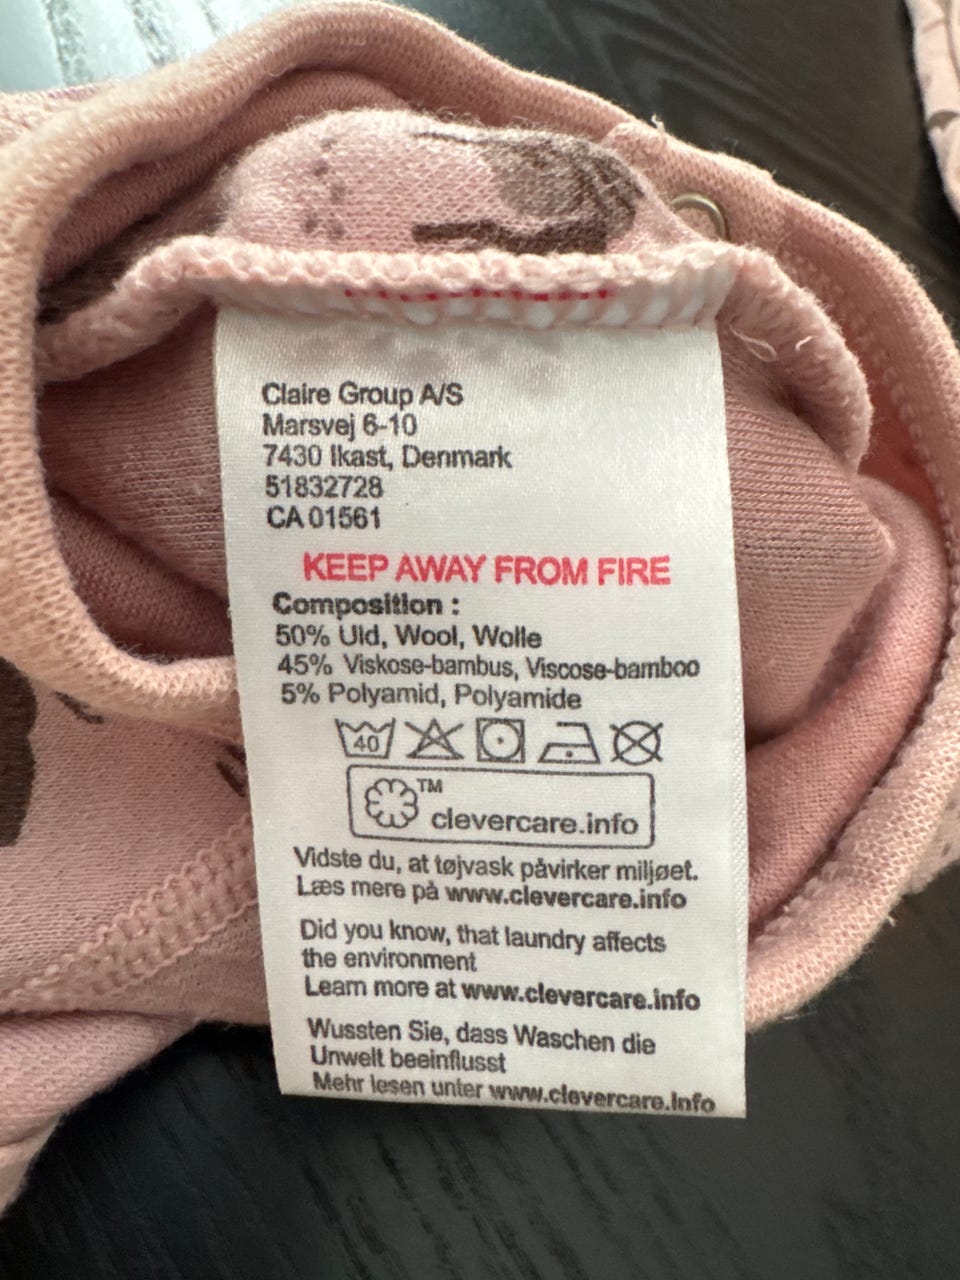 Claire Group A/S
Marsvej 6-10
7430 Ikast, Denmark
51832728
CA 01561
KEEP AWAY FROM FIRE
Composition :
50% Uld, Wool, Wolle
45% Viskose-bambus, Viscose-bamboo
5% Polyamid, Polyamide
40
TM
clevercare.info
Vidste du, at tøjvask påvirker miljøet.
Læs mere på www.clevercare.info
Did you know, that laundry affects
the environment
Learn more at www.clevercare.info
Wussten Sie, dass Waschen die
Unwelt beeinflusst
Mehr lesen unter www.clevercare.info